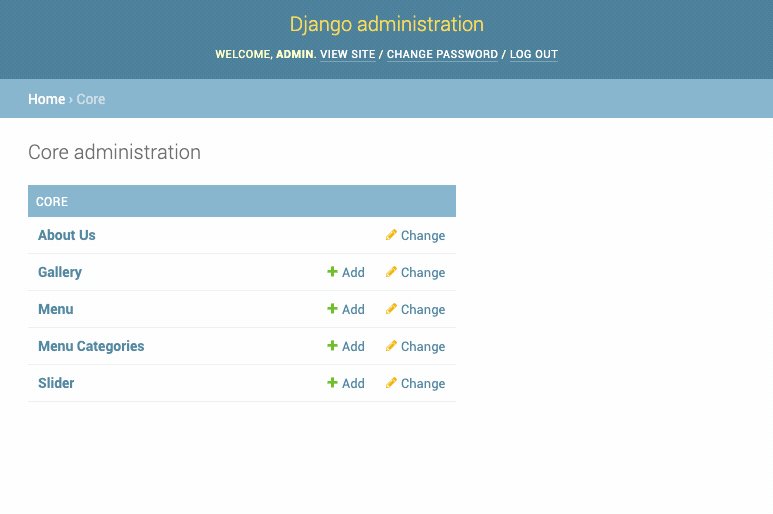 Django administration
WELCOME, ADMIN. VIEW SITE / CHANGE PASSWORD / LOG OUT
Home › Core
Core administration
CORE
About Us Change
Gallery Add Change
Menu Add Change
Menu Categories Add Change
Slider Add Change